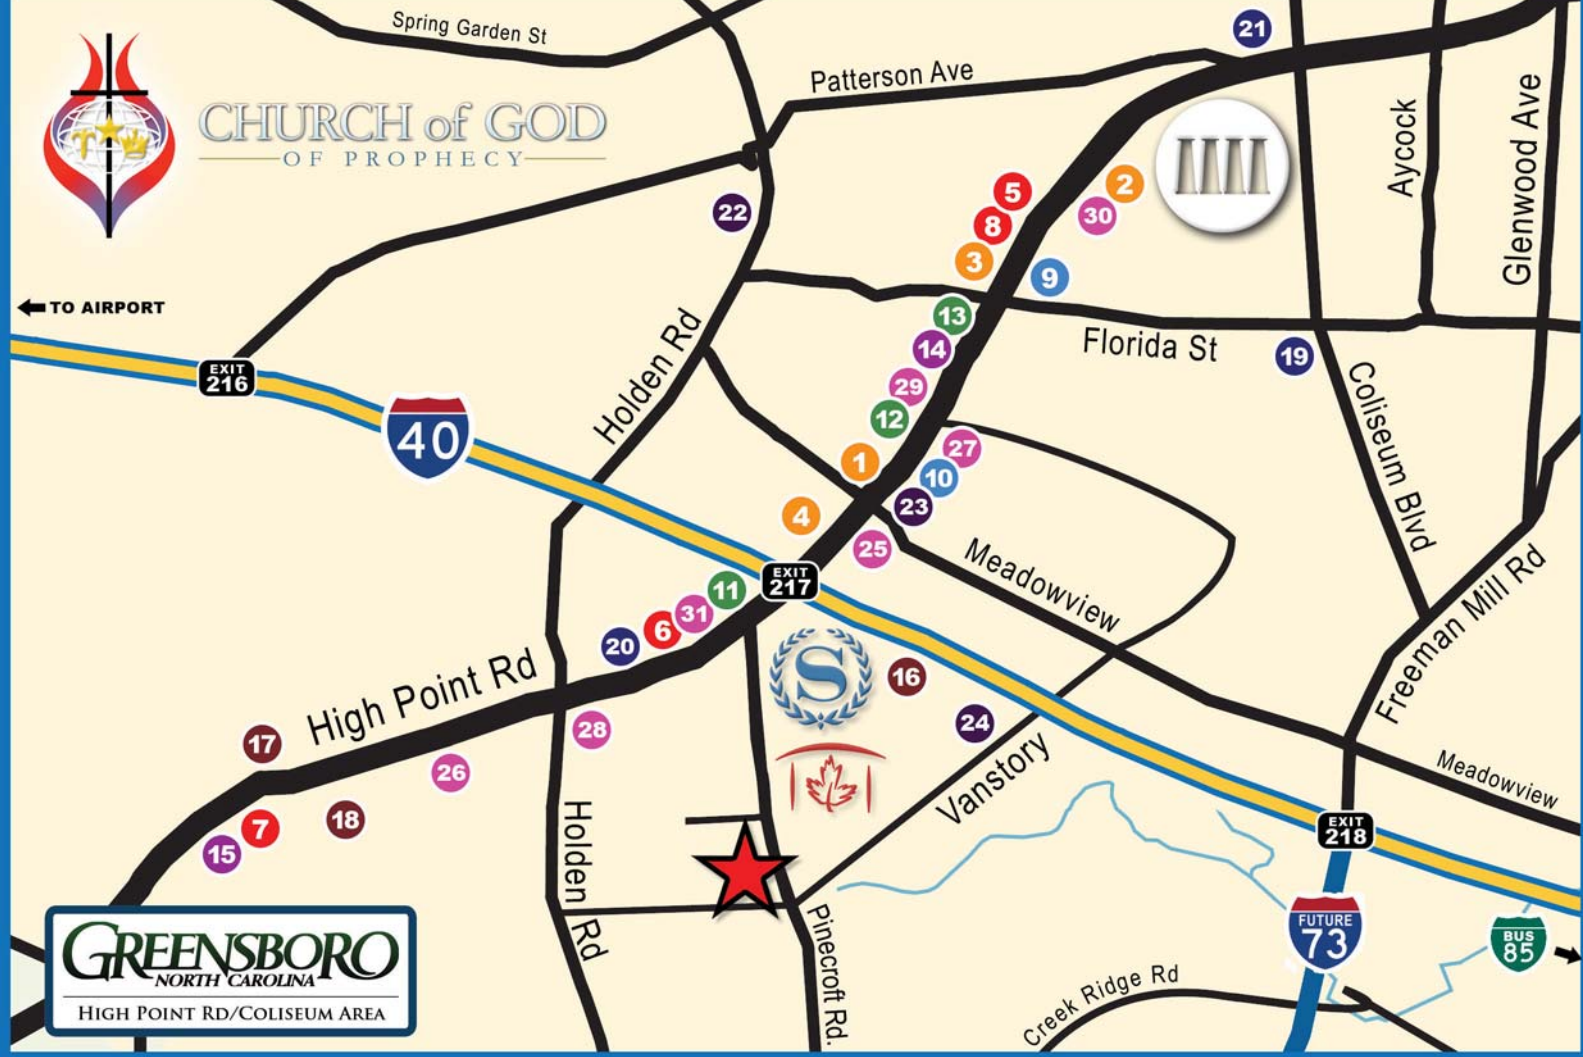 Spring Garden St
21
Patterson Ave
CHURCH of GOD
OF PROPHECY
Aycock
Glenwood Ave
5
2
30
8
22
3
9
TO AIRPORT
13
Florida St
14
19
Holden Rd
EXIT
216
29
12
40
Coliseum Blvd
27
1
10
23
4
25
Meadowview
EXIT
217
11
31
6
20
S
16
Freeman Mill Rd
High Point Rd
24
28
17
26
Vanstory
Meadowview
18
7
15
Holden Rd
EXIT
218
Pinecroft Rd.
FUTURE
73
BUS
85
GREENSBORO
NORTH CAROLINA
HIGH POINT RD/COLISEUM AREA
Creek Ridge Rd